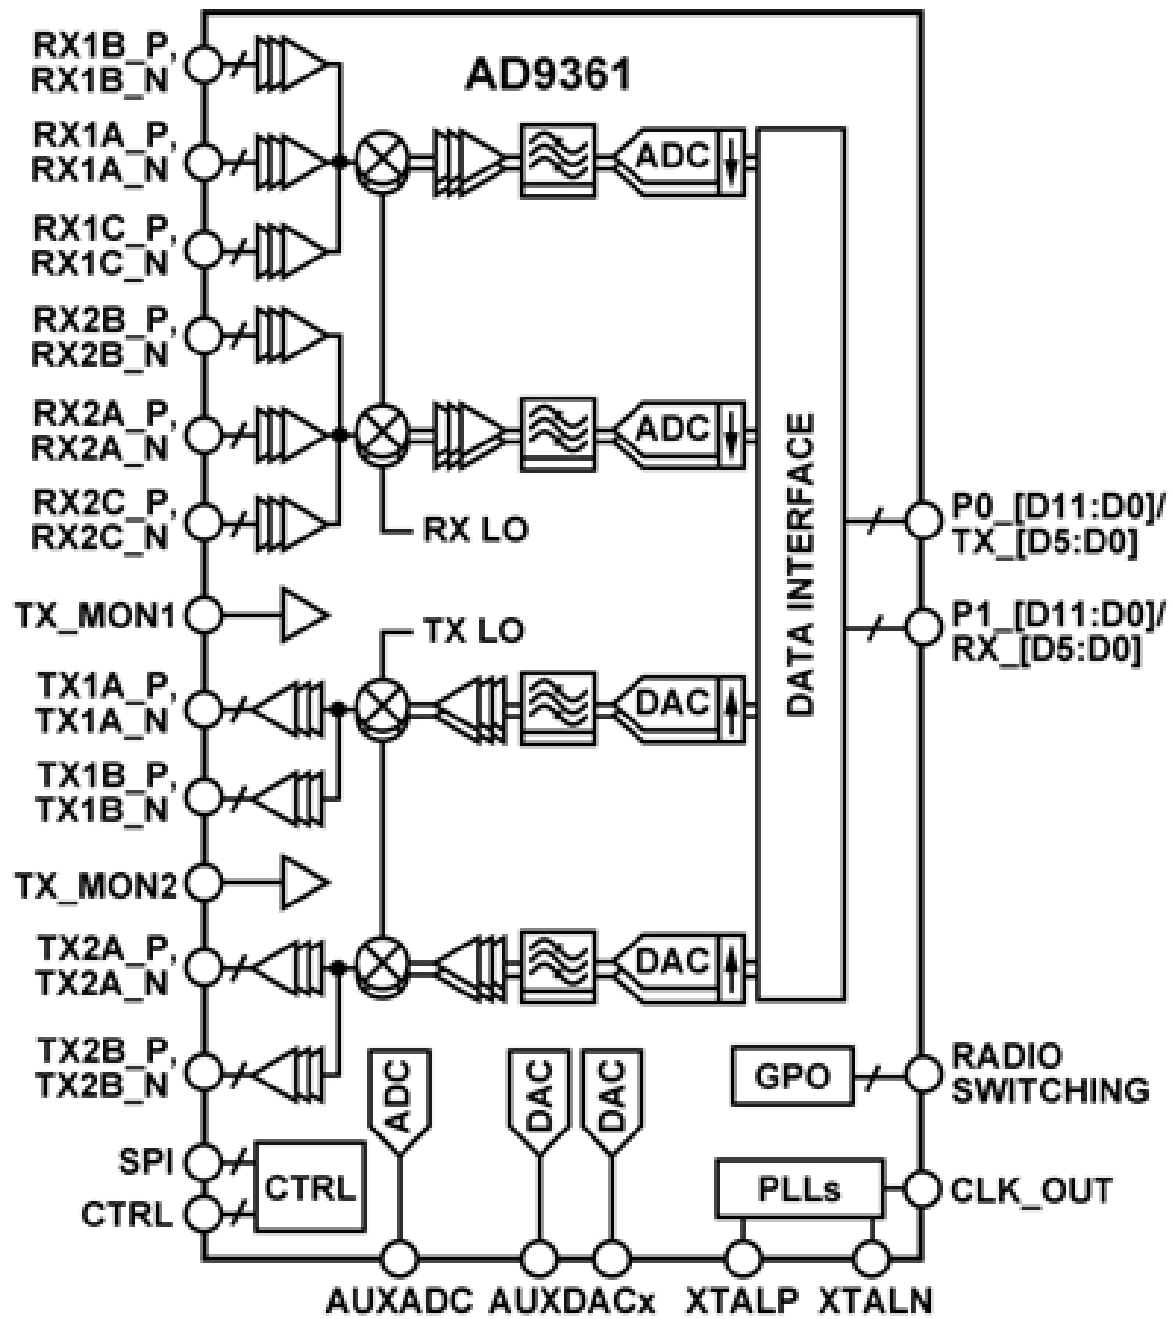 AD9361
RX1B_P,
RX1B_N
RX1A_P,
RX1A_N
ADC
RX1C_P,
RX1C_N
RX2B_P,
RX2B_N
RX2A_P,
RX2A_N
ADC
RX2C_P,
RX2C_N
RX LO
DATA INTERFACE
P0_[D11:D0]/
TX_[D5:D0]
TX_MON1
TX LO
P1_[D11:D0]/
RX_[D5:D0]
TX1A_P,
TX1A_N
DAC
TX1B_P,
TX1B_N
TX_MON2
TX2A_P,
TX2A_N
DAC
TX2B_P,
TX2B_N
ADC
DAC
DAC
GPO
RADIO
SWITCHING
SPI
CTRL
CTRL
PLLs
CLK_OUT
AUXADC
AUXDACx
XTALP
XTALN